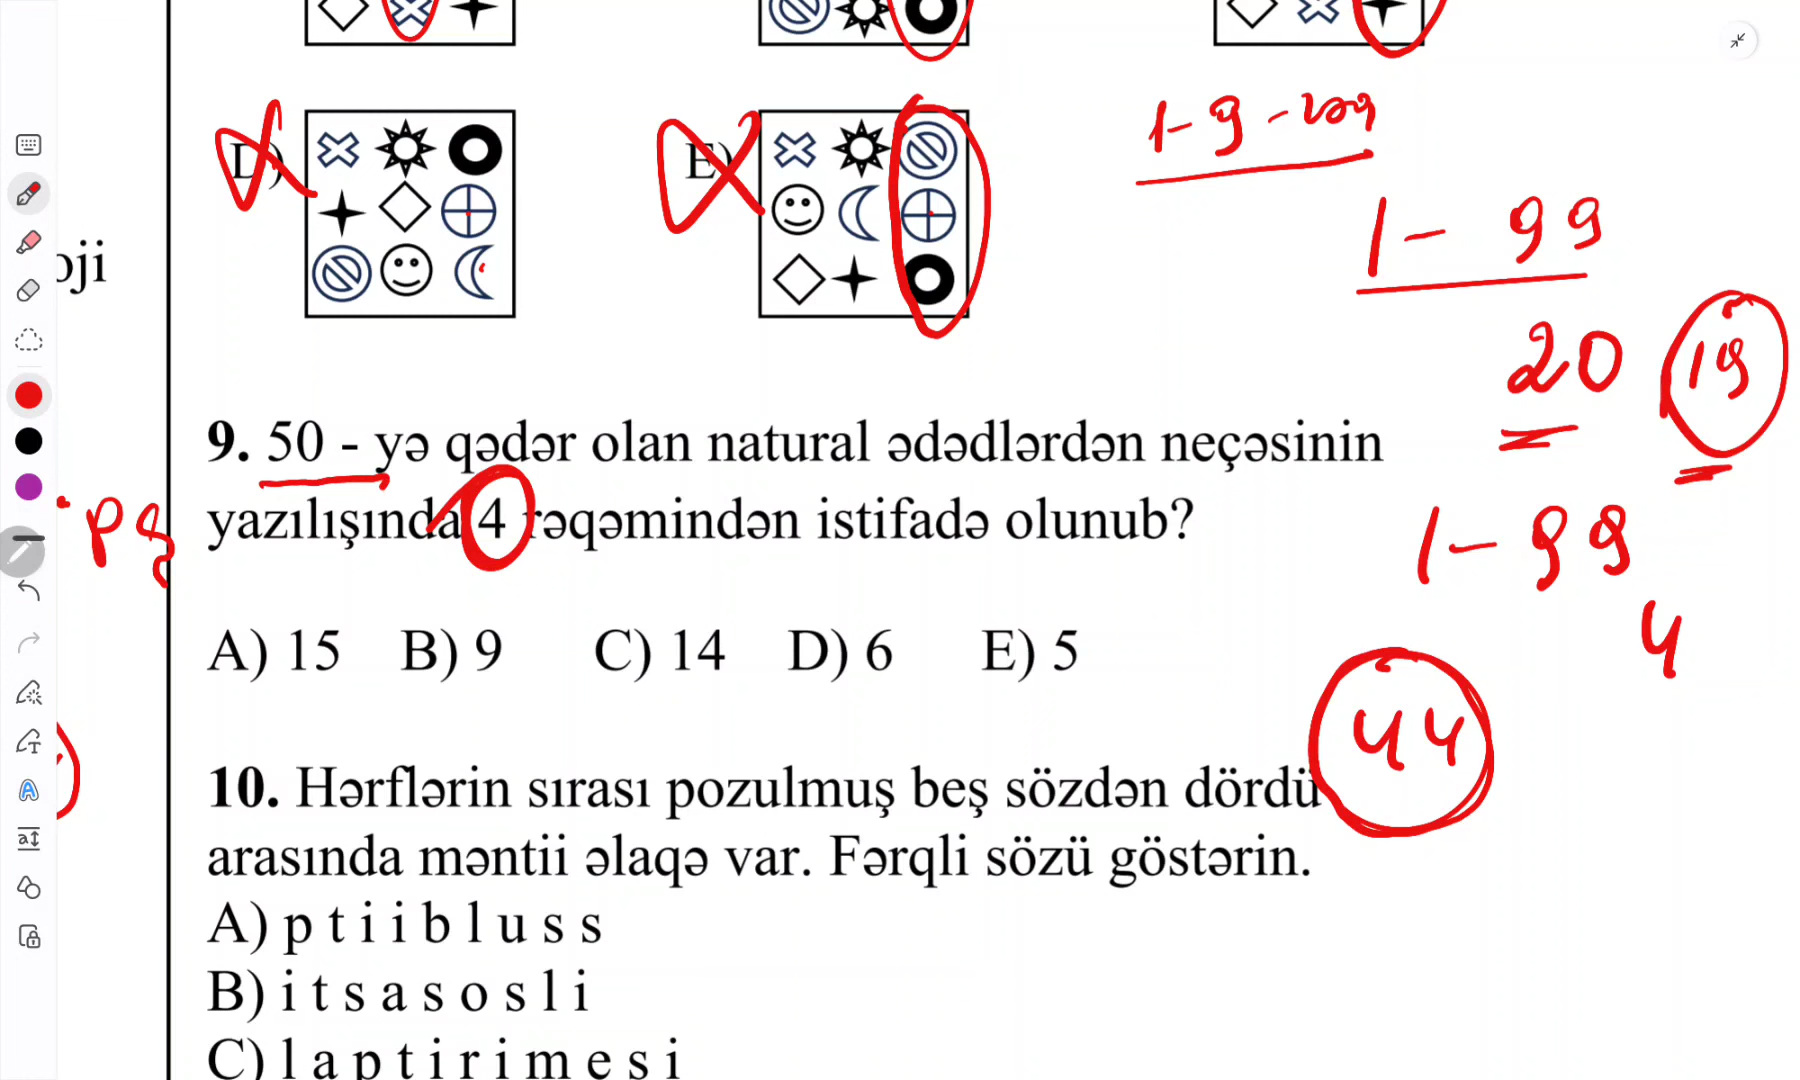 D)
E)
1-9-rəq
1-99
20 19
oji
9. 50 - yə qədər olan natural ədədlərdən neçəsinin
yazılışında 4 rəqəmindən istifadə olunub?
1-99
4
A) 15 B) 9 C) 14 D) 6 E) 5
44
10. Hərflərin sırası pozulmuş beş sözdən dördü
arasında məntii əlaqə var. Fərqli sözü göstərin.
A) p t i i b l u s s
B) i t s a s o s l i
C) l a p t i r i m e s i